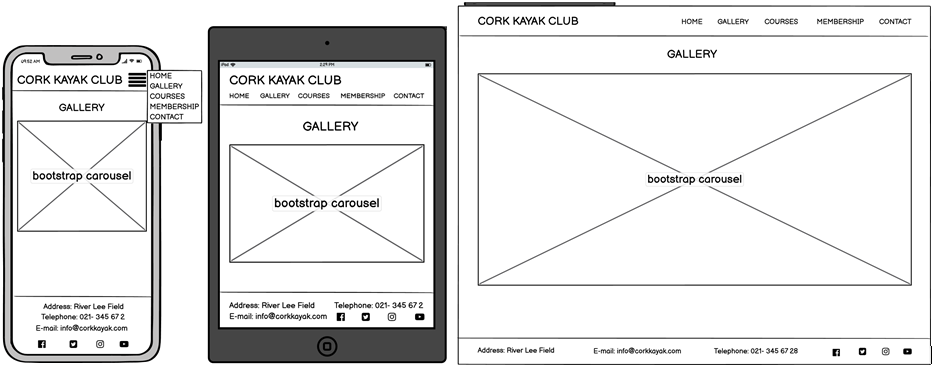 09:52 AM
CORK KAYAK CLUB
HOME
GALLERY
COURSES
MEMBERSHIP
CONTACT
GALLERY
bootstrap carousel
Address: River Lee Field
Telephone: 021- 345 67 2
E-mail: info@corkkayak.com
iPad
2:29 PM
CORK KAYAK CLUB
HOME GALLERY COURSES MEMBERSHIP CONTACT
GALLERY
bootstrap carousel
Address: River Lee Field Telephone: 021- 345 67 2
E-mail: info@corkkayak.com
CORK KAYAK CLUB HOME GALLERY COURSES MEMBERSHIP CONTACT
GALLERY
bootstrap carousel
Address: River Lee Field E-mail: info@corkkayak.com Telephone: 021- 345 67 28